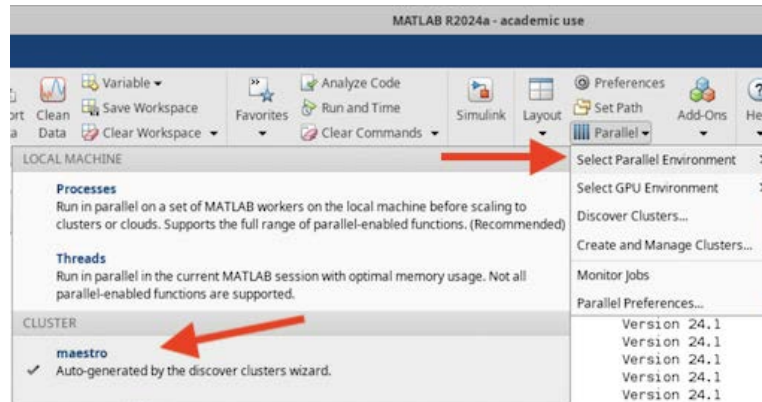 MATLAB R2024a - academic use
Variable
Analyze Code
Preferences
Save Workspace
Run and Time
Set Path
Clean Data
Clear Workspace
Favorites
Clear Commands
Simulink
Layout
Parallel
Add-Ons
LOCAL MACHINE
Select Parallel Environment
Processes
Run in parallel on a set of MATLAB workers on the local machine before scaling to
clusters or clouds. Supports the full range of parallel-enabled functions. (Recommended)
Select GPU Environment
Discover Clusters...
Create and Manage Clusters...
Threads
Run in parallel in the current MATLAB session with optimal memory usage. Not all
parallel-enabled functions are supported.
Monitor Jobs
Parallel Preferences...
CLUSTER
maestro
Auto-generated by the discover clusters wizard.
Version 24.1
Version 24.1
Version 24.1
Version 24.1
Version 24.1